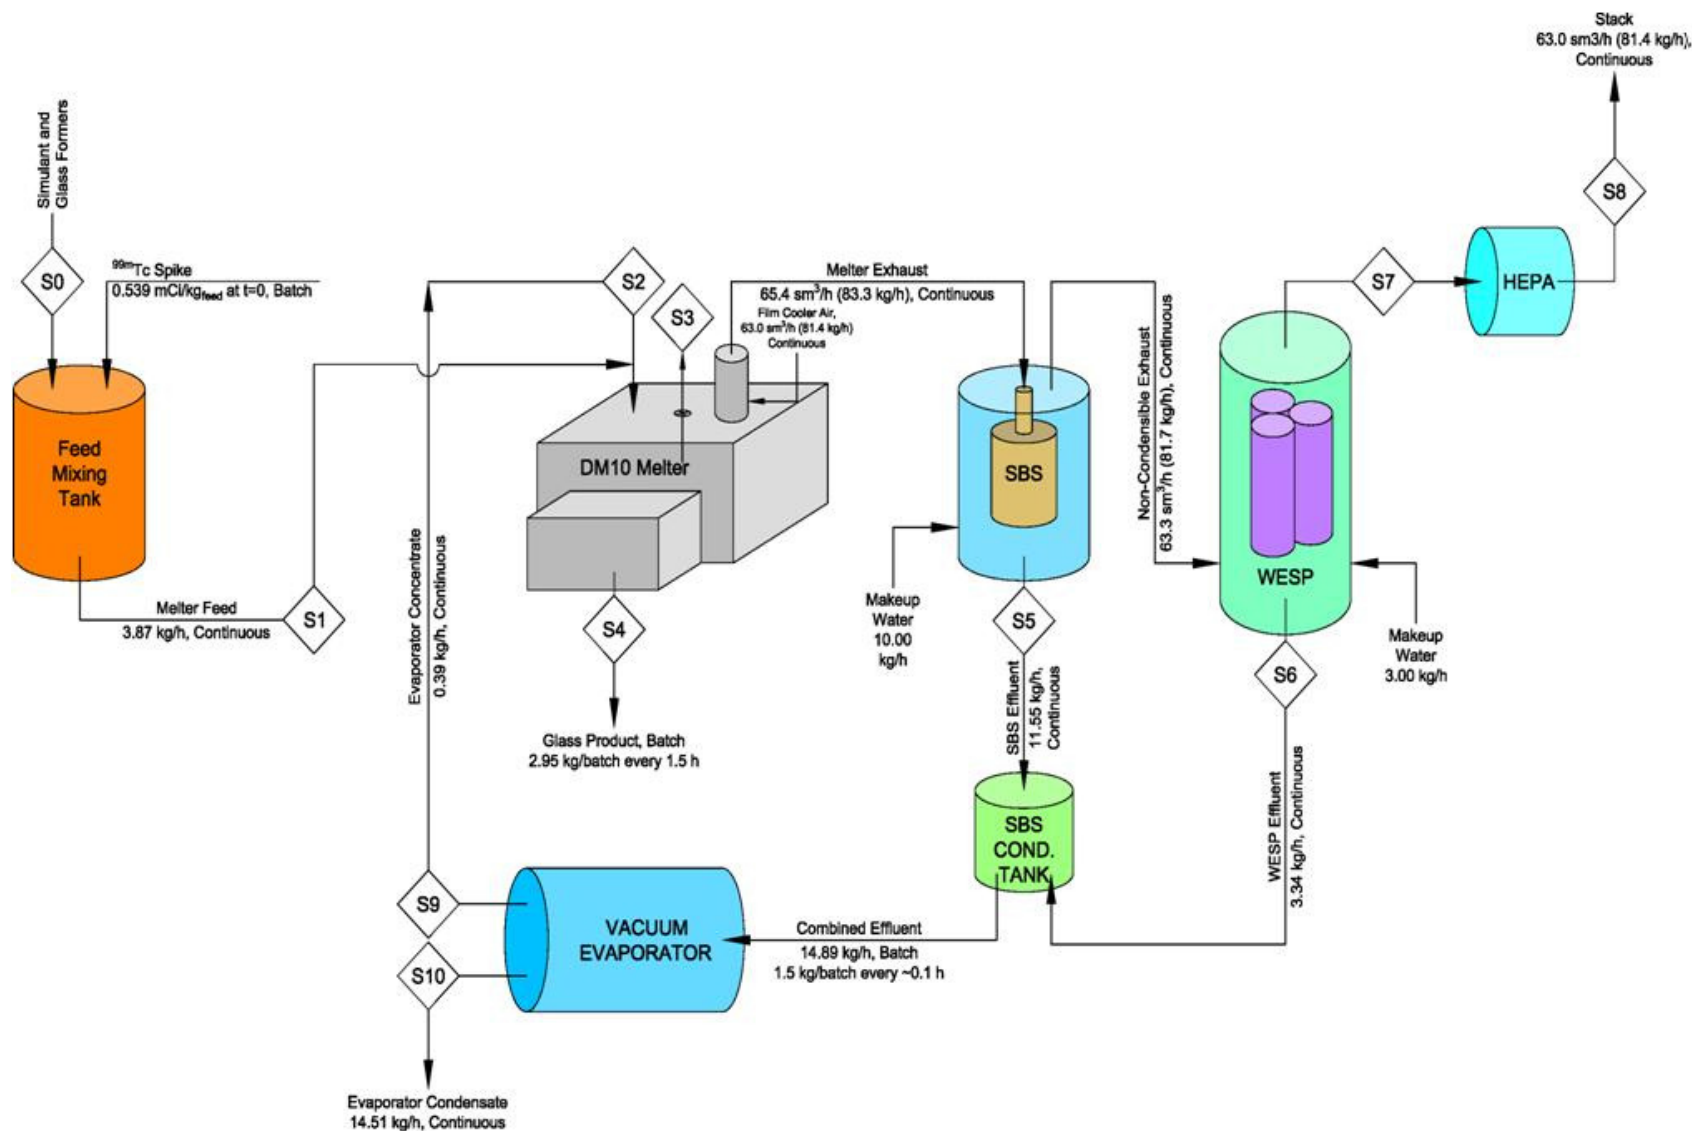 Stack
63.0 sm3/h (81.4 kg/h),
Continuous
Simulant and
Glass Formers
S0
99mTc Spike
0.539 mCi/kgfeed at t=0, Batch
S2
S3
Melter Exhaust
65.4 sm³/h (83.3 kg/h), Continuous
Film Cooler Air,
63.0 sm³/h (81.4 kg/h)
Continuous
Non-Condensible Exhaust
63.3 sm³/h (81.7 kg/h), Continuous
S7
HEPA
S8
Feed
Mixing
Tank
DM10 Melter
SBS
WESP
Melter Feed
3.87 kg/h, Continuous
S1
Evaporator Concentrate
0.39 kg/h, Continuous
S4
Glass Product, Batch
2.95 kg/batch every 1.5 h
Makeup
Water
10.00
kg/h
S5
SBS Effluent
11.55 kg/h,
Continuous
S6
Makeup
Water
3.00 kg/h
WESP Effluent
3.34 kg/h, Continuous
SBS
COND.
TANK
S9
S10
VACUUM
EVAPORATOR
Combined Effluent
14.89 kg/h, Batch
1.5 kg/batch every ~0.1 h
Evaporator Condensate
14.51 kg/h, Continuous